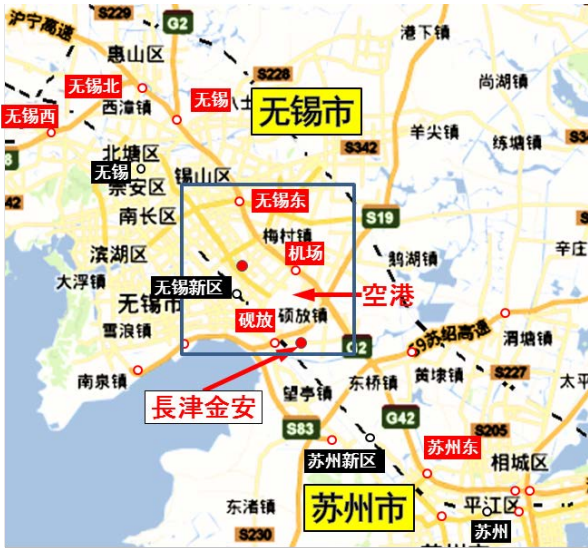 S229
沪宁高速
G2
港下镇
惠山区
S228
尚湖镇
无锡北
无锡
八士
无锡市
西漳镇
无锡西
羊尖镇
练塘镇
S342
北塘区
无锡
锡山区
崇安区
42
无锡东
南长区
S19
梅村镇
辛庄
滨湖区
机场
鹅湖镇
大浮镇
无锡新区
空港
无锡市
砚放
硕放镇
雪浪镇
G2
S9苏绍高速
渭塘镇
南泉镇
望亭镇
东桥镇
黄埭镇
S227
太平
長津金安
S83
G42
S205
苏州新区
苏州东
相城区
苏州市
东渚镇
平江区
S230
苏州